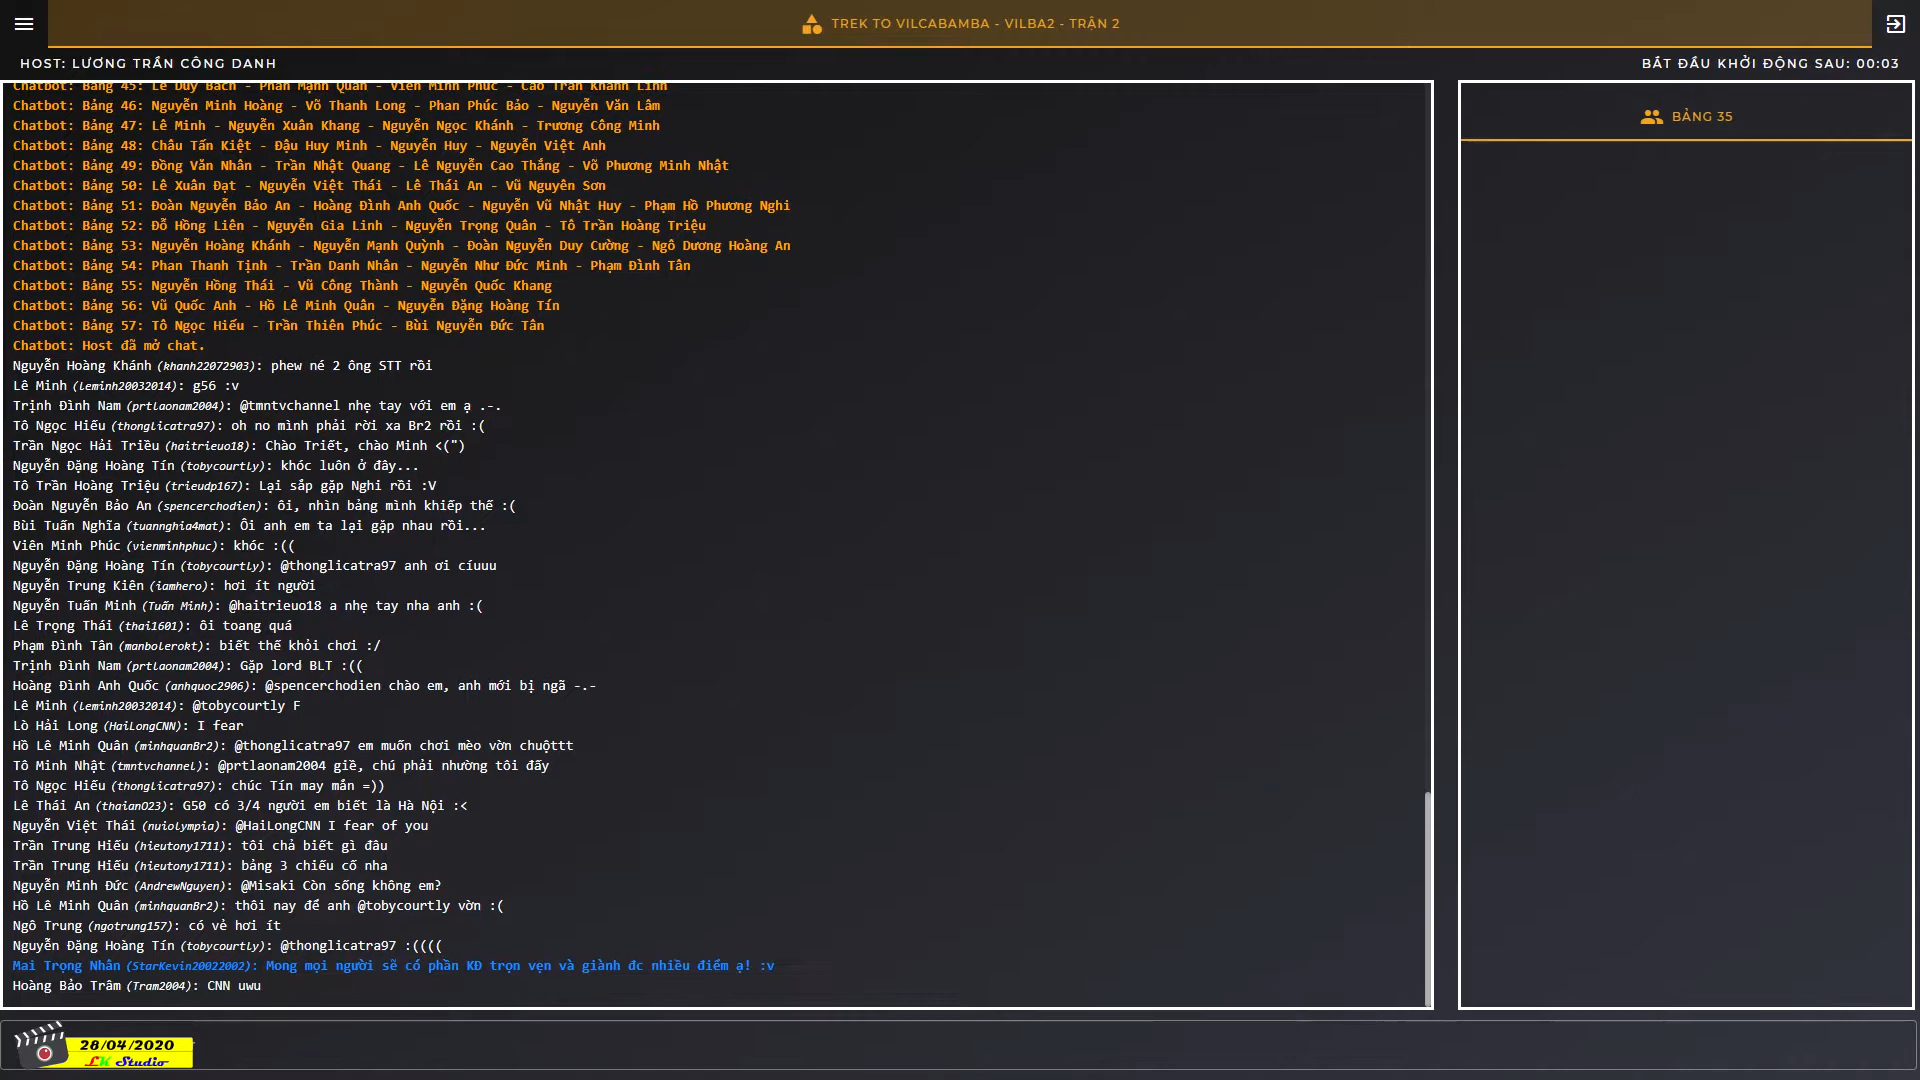 TREK TO VILCABAMBA - VILBA2 - TRẬN 2
HOST: LƯƠNG TRẦN CÔNG DANH
BẮT ĐẦU KHỞI ĐỘNG SAU: 00:03
Chatbot: Bảng 45: Lê Duy Bách - Phan Mạnh Quân - Viên Minh Phúc - Cao Trần Khánh Linh
Chatbot: Bảng 46: Nguyễn Minh Hoàng - Võ Thanh Long - Phan Phúc Bảo - Nguyễn Văn Lâm
Chatbot: Bảng 47: Lê Minh - Nguyễn Xuân Khang - Nguyễn Ngọc Khánh - Trương Công Minh
Chatbot: Bảng 48: Châu Tấn Kiệt - Đậu Huy Minh - Nguyễn Huy - Nguyễn Việt Anh
Chatbot: Bảng 49: Đồng Văn Nhân - Trần Nhật Quang - Lê Nguyễn Cao Thắng - Võ Phương Minh Nhật
Chatbot: Bảng 50: Lê Xuân Đạt - Nguyễn Việt Thái - Lê Thái An - Vũ Nguyên Sơn
Chatbot: Bảng 51: Đoàn Nguyễn Bảo An - Hoàng Đình Anh Quốc - Nguyễn Vũ Nhật Huy - Phạm Hồ Phương Nghi
Chatbot: Bảng 52: Đỗ Hồng Liên - Nguyễn Gia Linh - Nguyễn Trọng Quân - Tô Trần Hoàng Triệu
Chatbot: Bảng 53: Nguyễn Hoàng Khánh - Nguyễn Mạnh Quỳnh - Đoàn Nguyễn Duy Cường - Ngô Dương Hoàng An
Chatbot: Bảng 54: Phan Thanh Tịnh - Trần Danh Nhân - Nguyễn Như Đức Minh - Phạm Đình Tân
Chatbot: Bảng 55: Nguyễn Hồng Thái - Vũ Công Thành - Nguyễn Quốc Khang
Chatbot: Bảng 56: Vũ Quốc Anh - Hồ Lê Minh Quân - Nguyễn Đặng Hoàng Tín
Chatbot: Bảng 57: Tô Ngọc Hiếu - Trần Thiên Phúc - Bùi Nguyễn Đức Tân
Chatbot: Host đã mở chat.
Nguyễn Hoàng Khánh (khanh22072903): phew né 2 ông STT rồi
Lê Minh (leminh20032014): g56 :v
Trịnh Đình Nam (prtlaonam2004): @tmntvchannel nhẹ tay với em ạ .-.
Tô Ngọc Hiếu (thonglicatra97): oh no mình phải rời xa Br2 rồi :(
Trần Ngọc Hải Triều (haitrieuo18): Chào Triết, chào Minh <(")
Nguyễn Đặng Hoàng Tín (tobycourtly): khóc luôn ở đây...
Tô Trần Hoàng Triệu (trieudp167): Lại sắp gặp Nghi rồi :V
Đoàn Nguyễn Bảo An (spencerchodien): ôi, nhìn bảng mình khiếp thế :(
Bùi Tuấn Nghĩa (tuannghia4mat): Ôi anh em ta lại gặp nhau rồi...
Viên Minh Phúc (vienminhphuc): khóc :((
Nguyễn Đặng Hoàng Tín (tobycourtly): @thonglicatra97 anh ơi cíuuu
Nguyễn Trung Kiên (iamhero): hơi ít người
Nguyễn Tuấn Minh (Tuấn Minh): @haitrieuo18 a nhẹ tay nha anh :(
Lê Trọng Thái (thai1601): ôi toang quá
Phạm Đình Tân (manbolerokt): biết thế khỏi chơi :/
Trịnh Đình Nam (prtlaonam2004): Gặp lord BLT :((
Hoàng Đình Anh Quốc (anhquoc2906): @spencerchodien chào em, anh mới bị ngã -.-
Lê Minh (leminh20032014): @tobycourtly F
Lò Hải Long (HaiLongCNN): I fear
Hồ Lê Minh Quân (minhquanBr2): @thonglicatra97 em muốn chơi mèo vờn chuộttt
Tô Minh Nhật (tmntvchannel): @prtlaonam2004 giề, chú phải nhường tôi đấy
Tô Ngọc Hiếu (thonglicatra97): chúc Tín may mắn =))
Lê Thái An (thaianO23): G50 có 3/4 người em biết là Hà Nội :<
Nguyễn Việt Thái (nuiolympia): @HaiLongCNN I fear of you
Trần Trung Hiếu (hieutony1711): tôi chả biết gì đâu
Trần Trung Hiếu (hieutony1711): bảng 3 chiếu cố nha
Nguyễn Minh Đức (AndrewNguyen): @Misaki Còn sống không em?
Hồ Lê Minh Quân (minhquanBr2): thôi nay để anh @tobycourtly vờn :(
Ngô Trung (ngotrung157): có vẻ hơi ít
Nguyễn Đặng Hoàng Tín (tobycourtly): @thonglicatra97 :((((
Mai Trọng Nhân (StarKevin20022002): Mong mọi người sẽ có phần KĐ trọn vẹn và giành đc nhiều điểm ạ! :v
Hoàng Bảo Trâm (Tram2004): CNN uwu
BẢNG 35
28/04/2020
LK Studio